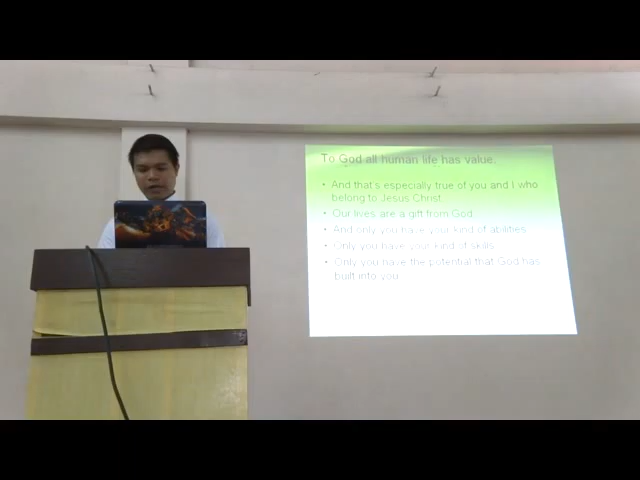 To God all human life has value.
• And that's especially true of you and I who
belong to Jesus Christ.
• Our lives are a gift from God.
• And only you have your kind of abilities.
• Only you have your kind of skills.
• Only you have the potential that God has
built into you.